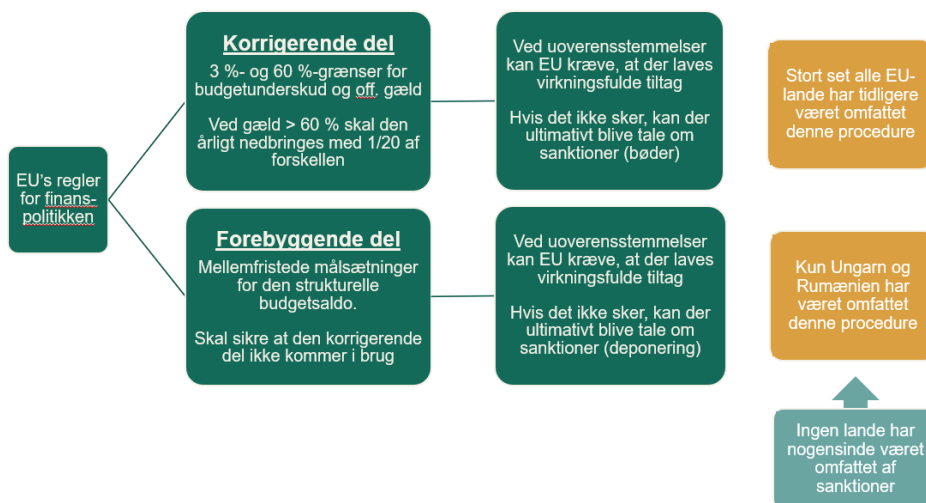 EU's regler
for finans-
politikken
Korrigerende del
3 %- og 60 %-grænser for
budgetunderskud og off. gæld
Ved gæld > 60 % skal den
årligt nedbringes med 1/20 af
forskellen
Ved uoverensstemmelser
kan EU kræve, at der laves
virkningsfulde tiltag
Hvis det ikke sker, kan der
ultimativt blive tale om
sanktioner (bøder)
Stort set alle EU-
lande har tidligere
været omfattet
denne procedure
Forebyggende del
Mellemfristede målsætninger
for den strukturelle
budgetsaldo.
Skal sikre at den korrigerende
del ikke kommer i brug
Ved uoverensstemmelser
kan EU kræve, at der laves
virkningsfulde tiltag
Hvis det ikke sker, kan der
ultimativt blive tale om
sanktioner (deponering)
Kun Ungarn og
Rumænien har
været omfattet
denne procedure
Ingen lande har
nogensinde været
omfattet af
sanktioner